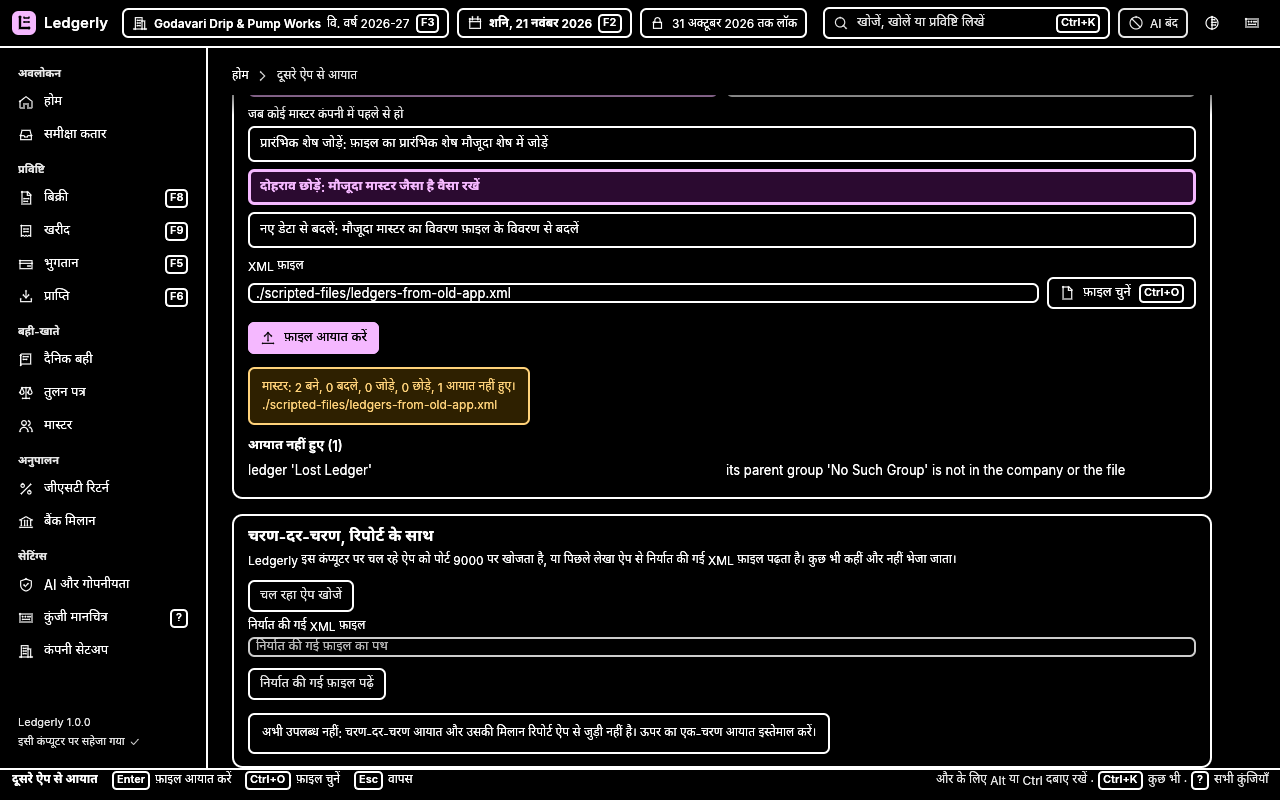 Ledgerly
Godavari Drip & Pump Works वि. वर्ष 2026-27 F3
शनि, 21 नवंबर 2026 F2
31 अक्टूबर 2026 तक लॉक
खोजें, खोलें या प्रविष्टि लिखें Ctrl+K
AI बंद
अवलोकन
होम
समीक्षा कतार
प्रविष्टि
बिक्री F8
खरीद F9
भुगतान F5
प्राप्ति F6
बही-खाते
दैनिक बही
तुलन पत्र
मास्टर
अनुपालन
जीएसटी रिटर्न
बैंक मिलान
सेटिंग्स
AI और गोपनीयता
कुंजी मानचित्र ?
कंपनी सेटअप
Ledgerly 1.0.0
इसी कंप्यूटर पर सहेजा गया
होम
दूसरे ऐप से आयात
जब कोई मास्टर कंपनी में पहले से हो
प्रारंभिक शेष जोड़ें: फ़ाइल का प्रारंभिक शेष मौजूदा शेष में जोड़ें
दोहराव छोड़ें: मौजूदा मास्टर जैसा है वैसा रखें
नए डेटा से बदलें: मौजूदा मास्टर का विवरण फ़ाइल के विवरण से बदलें
XML फ़ाइल
./scripted-files/ledgers-from-old-app.xml
फ़ाइल चुनें Ctrl+O
फ़ाइल आयात करें
मास्टर: 2 बने, 0 बदले, 0 जोड़े, 0 छोड़े, 1 आयात नहीं हुए।
./scripted-files/ledgers-from-old-app.xml
आयात नहीं हुए (1)
ledger 'Lost Ledger' its parent group 'No Such Group' is not in the company or the file
चरण-दर-चरण, रिपोर्ट के साथ
Ledgerly इस कंप्यूटर पर चल रहे ऐप को पोर्ट 9000 पर खोजता है, या पिछले लेखा ऐप से निर्यात की गई XML फ़ाइल पढ़ता है। कुछ भी कहीं और नहीं भेजा जाता।
चल रहा ऐप खोजें
निर्यात की गई XML फ़ाइल
निर्यात की गई फ़ाइल का पथ
निर्यात की गई फ़ाइल पढ़ें
अभी उपलब्ध नहीं: चरण-दर-चरण आयात और उसकी मिलान रिपोर्ट ऐप से जुड़ी नहीं है। ऊपर का एक-चरण आयात इस्तेमाल करें।
दूसरे ऐप से आयात Enter फ़ाइल आयात करें Ctrl+O फ़ाइल चुनें Esc वापस
और के लिए Alt या Ctrl दबाए रखें · Ctrl+K कुछ भी · ? सभी कुंजियाँ